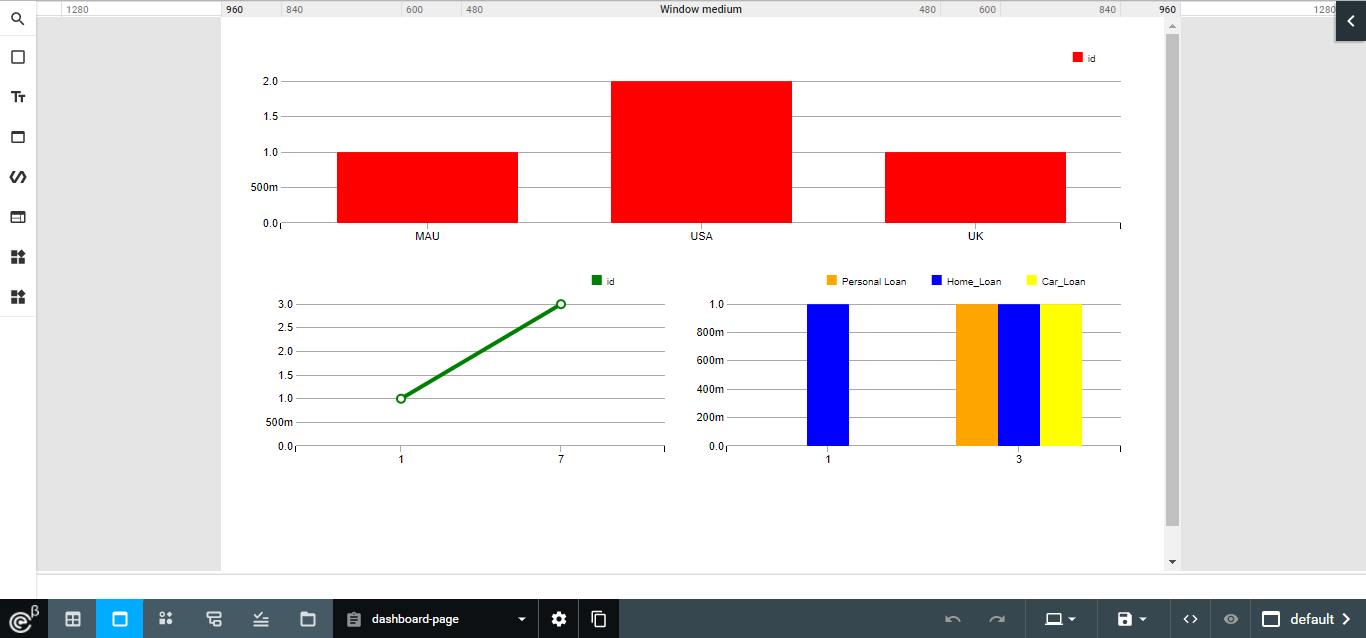 1280 960 840 600 480 Window medium 480 600 840 960 1280
id
2.0
1.5
1.0
500m
0.0
MAU USA UK
id
3.0
2.5
2.0
1.5
1.0
500m
0.0
1 7
Personal Loan Home_Loan Car_Loan
1.0
800m
600m
400m
200m
0.0
1 3
e β dashboard-page default